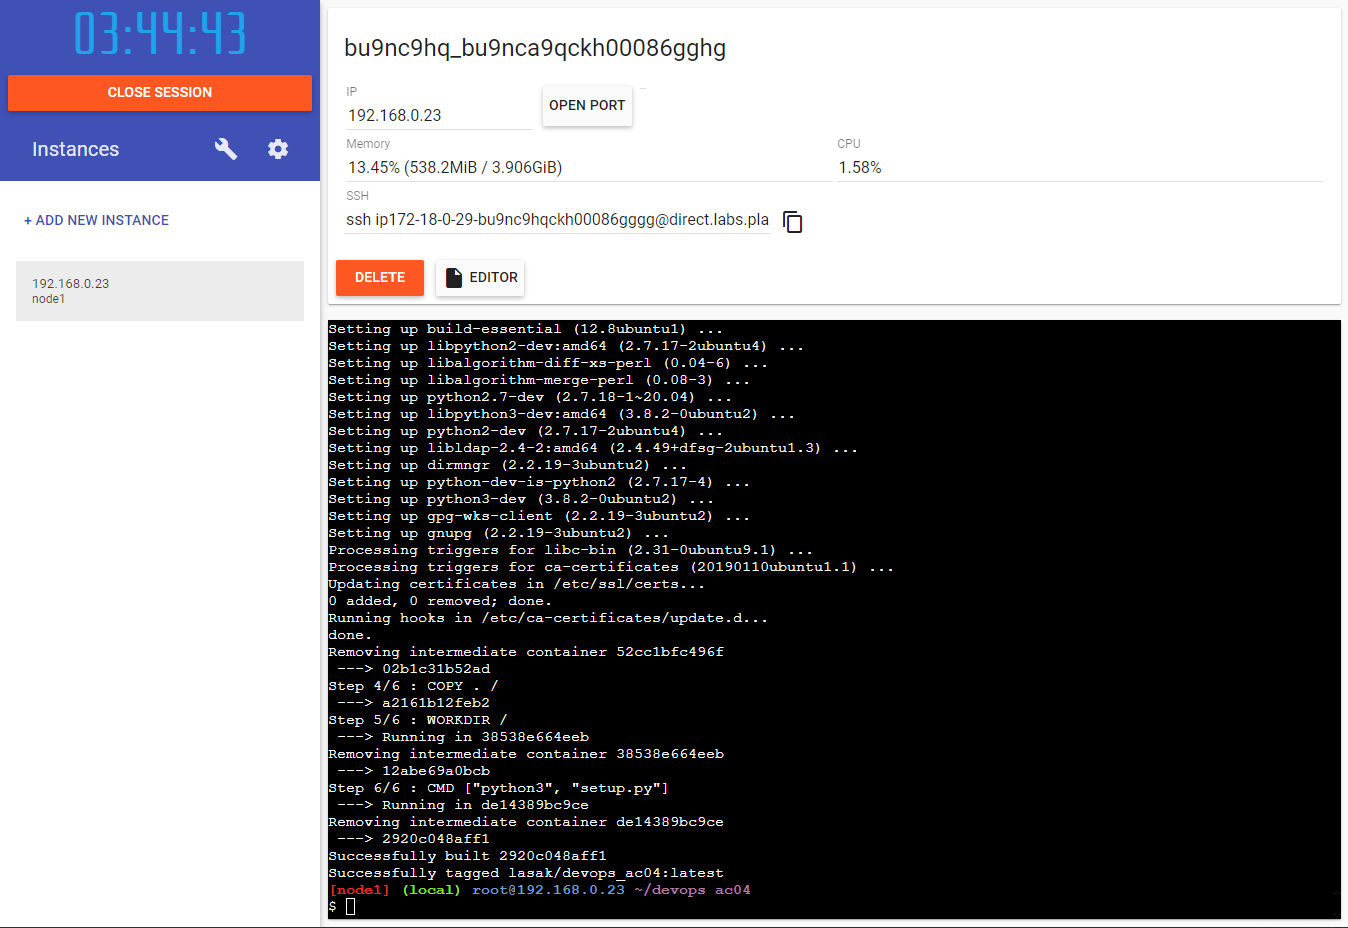 03:44:43
CLOSE SESSION
Instances
+ ADD NEW INSTANCE
192.168.0.23
node1
bu9nc9hq_bu9nca9qckh00086gghg
IP
192.168.0.23
OPEN PORT
Memory
13.45% (538.2MiB / 3.906GiB)
CPU
1.58%
SSH
ssh ip172-18-0-29-bu9nc9hqckh00086gggg@direct.labs.pla
DELETE
EDITOR
Setting up build-essential (12.8ubuntu1) ...
Setting up libpython2-dev:amd64 (2.7.17-2ubuntu4) ...
Setting up libalgorithm-diff-xs-perl (0.04-6) ...
Setting up libalgorithm-merge-perl (0.08-3) ...
Setting up python2.7-dev (2.7.18-1~20.04) ...
Setting up libpython3-dev:amd64 (3.8.2-0ubuntu2) ...
Setting up python2-dev (2.7.17-2ubuntu4) ...
Setting up libldap-2.4-2:amd64 (2.4.49+dfsg-2ubuntu1.3) ...
Setting up dirmngr (2.2.19-3ubuntu2) ...
Setting up python-dev-is-python2 (2.7.17-4) ...
Setting up python3-dev (3.8.2-0ubuntu2) ...
Setting up gpg-wks-client (2.2.19-3ubuntu2) ...
Setting up gnupg (2.2.19-3ubuntu2) ...
Processing triggers for libc-bin (2.31-0ubuntu9.1) ...
Processing triggers for ca-certificates (20190110ubuntu1.1) ...
Updating certificates in /etc/ssl/certs...
0 added, 0 removed; done.
Running hooks in /etc/ca-certificates/update.d...
done.
Removing intermediate container 52cc1bfc496f
 ---> 02b1c31b52ad
Step 4/6 : COPY . /
 ---> a2161b12feb2
Step 5/6 : WORKDIR /
 ---> Running in 38538e664eeb
Removing intermediate container 38538e664eeb
 ---> 12abe69a0bcb
Step 6/6 : CMD ["python3", "setup.py"]
 ---> Running in de14389bc9ce
Removing intermediate container de14389bc9ce
 ---> 2920c048aff1
Successfully built 2920c048aff1
Successfully tagged lasak/devops_ac04:latest
[node1] (local) root@192.168.0.23 ~/devops_ac04
$